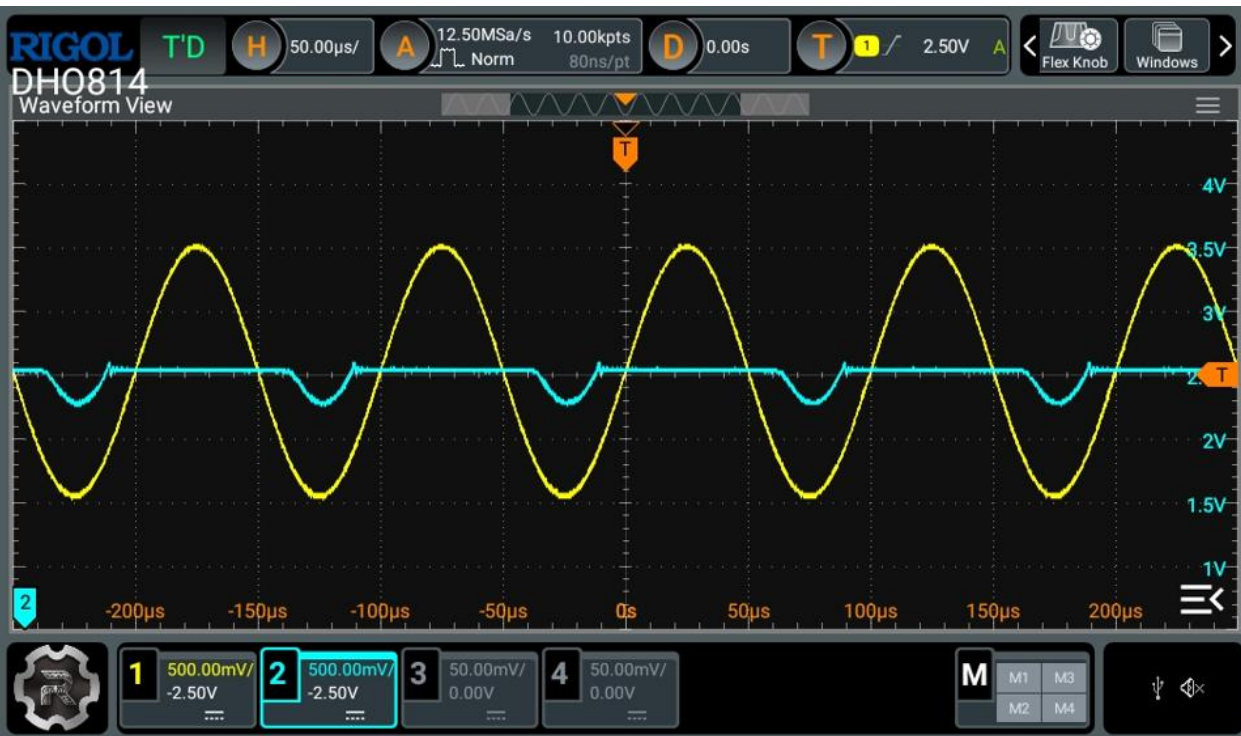 RIGOL T'D H 50.00µs/ A 12.50MSa/s 10.00kpts D 0.00s T 1 2.50V A Flex Knob Windows
Norm 80ns/pt
DHO814
Waveform View
T
4V
3.5V
3V
T
2V
1.5V
1V
2
-200µs -150µs -100µs -50µs 0s 50µs 100µs 150µs 200µs
1 500.00mV/ 2 500.00mV/ 3 50.00mV/ 4 50.00mV/ M M1 M3
-2.50V -2.50V 0.00V 0.00V M2 M4
R